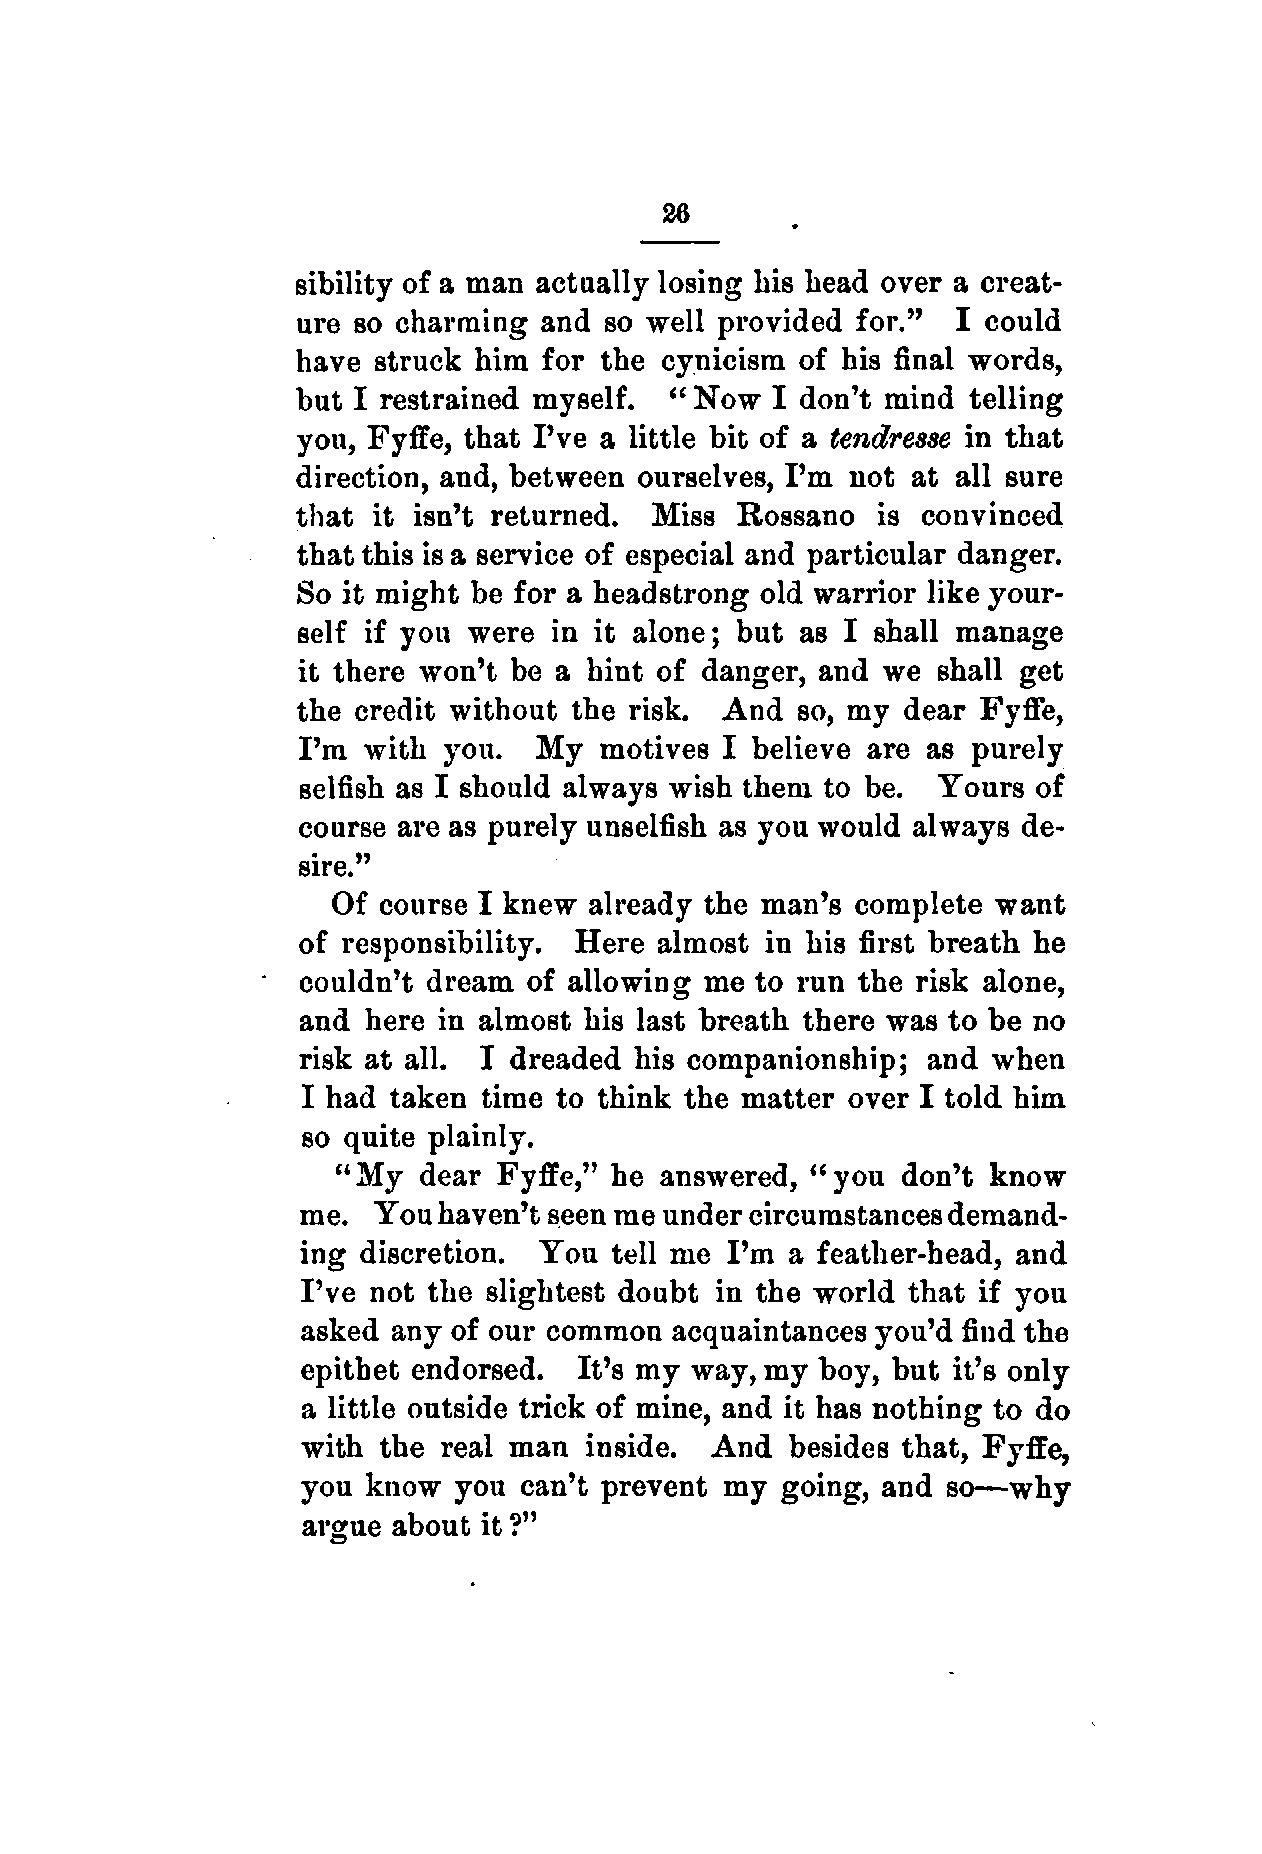 26
sibility of a man actually losing his head over a creat-
ure so charming and so well provided for.” I could
have struck him for the cynicism of his final words,
but I restrained myself. “Now I don’t mind telling
you, Fyffe, that I’ve a little bit of a tendresse in that
direction, and, between ourselves, I’m not at all sure
that it isn’t returned. Miss Rossano is convinced
that this is a service of especial and particular danger.
So it might be for a headstrong old warrior like your-
self if you were in it alone; but as I shall manage
it there won’t be a hint of danger, and we shall get
the credit without the risk. And so, my dear Fyffe,
I’m with you. My motives I believe are as purely
selfish as I should always wish them to be. Yours of
course are as purely unselfish as you would always de-
sire.”
Of course I knew already the man’s complete want
of responsibility. Here almost in his first breath he
couldn’t dream of allowing me to run the risk alone,
and here in almost his last breath there was to be no
risk at all. I dreaded his companionship; and when
I had taken time to think the matter over I told him
so quite plainly.
“My dear Fyffe,” he answered, “you don’t know
me. You haven’t seen me under circumstances demand-
ing discretion. You tell me I’m a feather-head, and
I’ve not the slightest doubt in the world that if you
asked any of our common acquaintances you’d find the
epithet endorsed. It’s my way, my boy, but it’s only
a little outside trick of mine, and it has nothing to do
with the real man inside. And besides that, Fyffe,
you know you can’t prevent my going, and so—why
argue about it?”